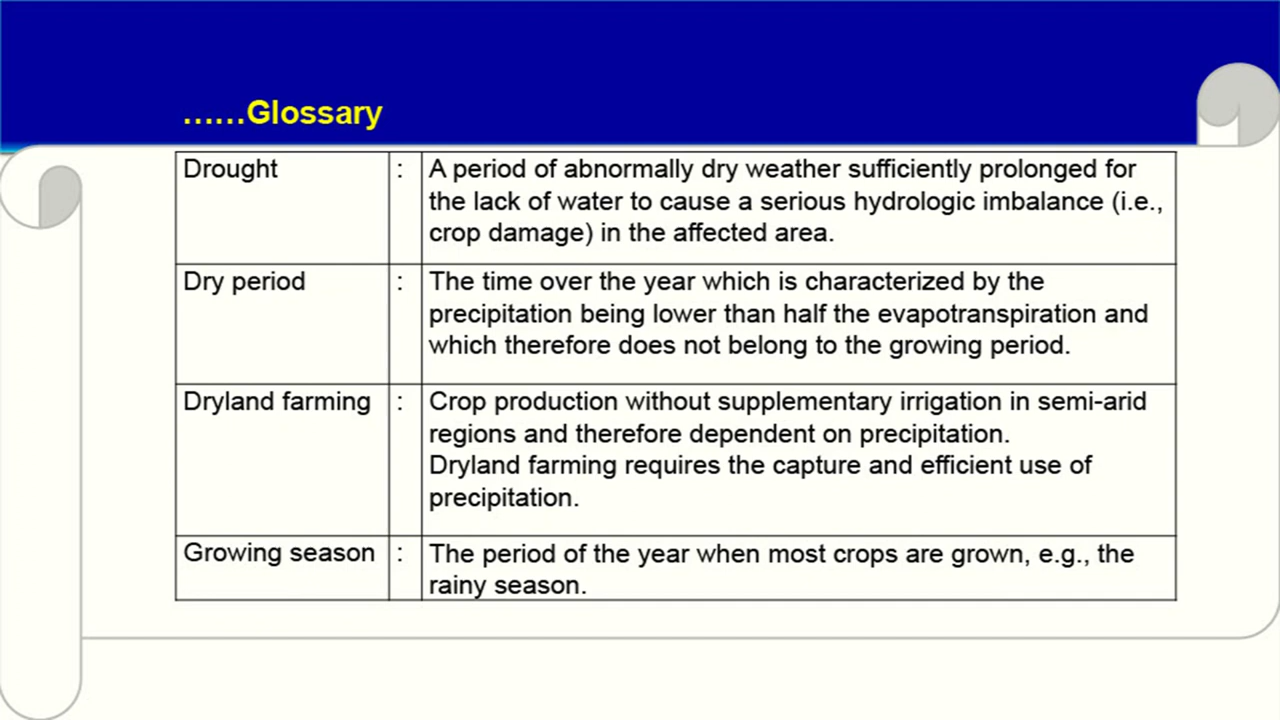 ......Glossary
Drought : A period of abnormally dry weather sufficiently prolonged for
the lack of water to cause a serious hydrologic imbalance (i.e.,
crop damage) in the affected area.
Dry period : The time over the year which is characterized by the
precipitation being lower than half the evapotranspiration and
which therefore does not belong to the growing period.
Dryland farming : Crop production without supplementary irrigation in semi-arid
regions and therefore dependent on precipitation.
Dryland farming requires the capture and efficient use of
precipitation.
Growing season : The period of the year when most crops are grown, e.g., the
rainy season.